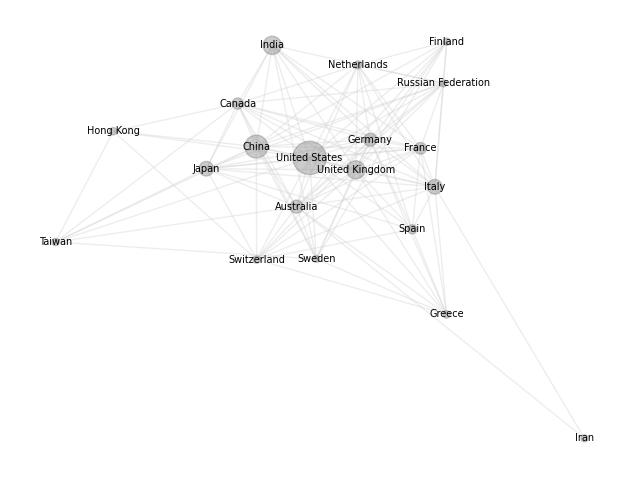 Finland
India
Netherlands
Russian Federation
Canada
Hong Kong
Germany
China
France
United States
Japan
United Kingdom
Italy
Australia
Spain
Taiwan
Switzerland
Sweden
Greece
Iran